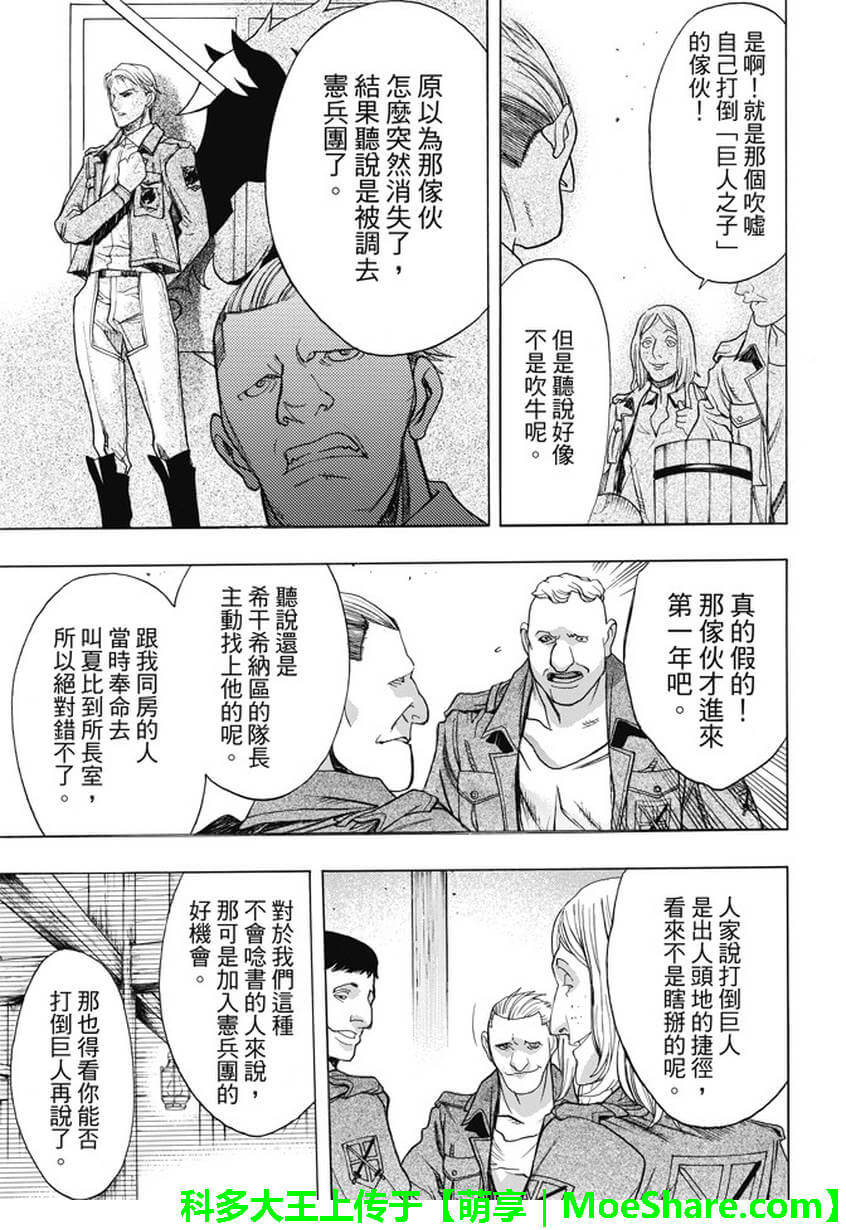 是啊！就是那個吹噓
自己打倒「巨人之子」
的傢伙！
但是聽說好像
不是吹牛呢。
原以為那傢伙
怎麼突然消失了，
結果聽說是被調去
憲兵團了。
真的假的！
那傢伙才進來
第一年吧。
聽說還是
希干希納區的隊長
主動找上他的呢。
跟我同房的人
當時奉命去
叫夏比到所長室，
所以絕對錯不了。
人家說打倒巨人
是出人頭地的捷徑，
看來不是瞎掰的呢。
對於我們這種
不會唸書的人來說，
那可是加入憲兵團的
好機會。
那也得看你能否
打倒巨人再說了。
科多大王上传于【萌享/MoeShare.com】